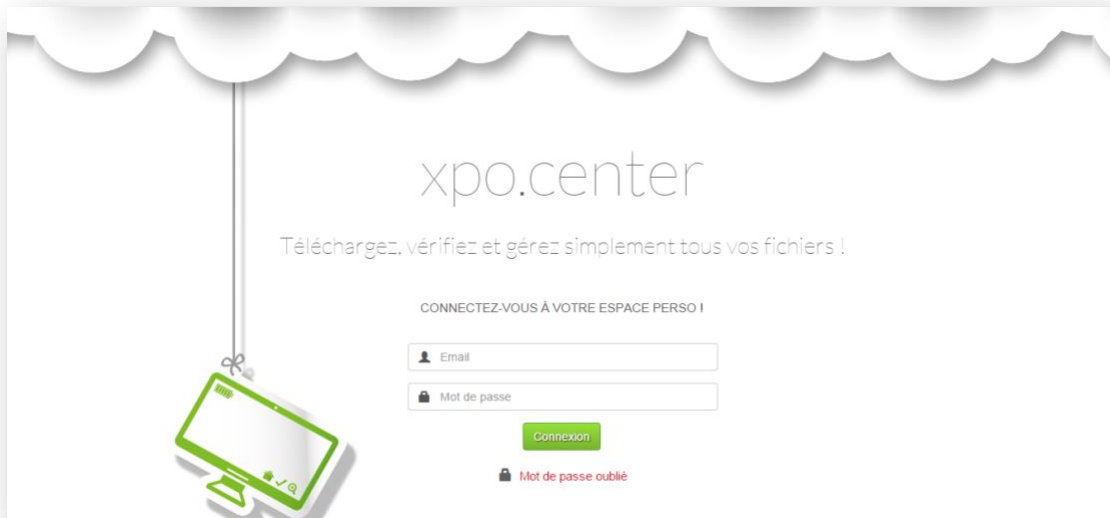 xpo.center
Téléchargez, vérifiez et gérez simplement tous vos fichiers !
CONNECTEZ-VOUS À VOTRE ESPACE PERSO !
Email
Mot de passe
Connexion
Mot de passe oublié